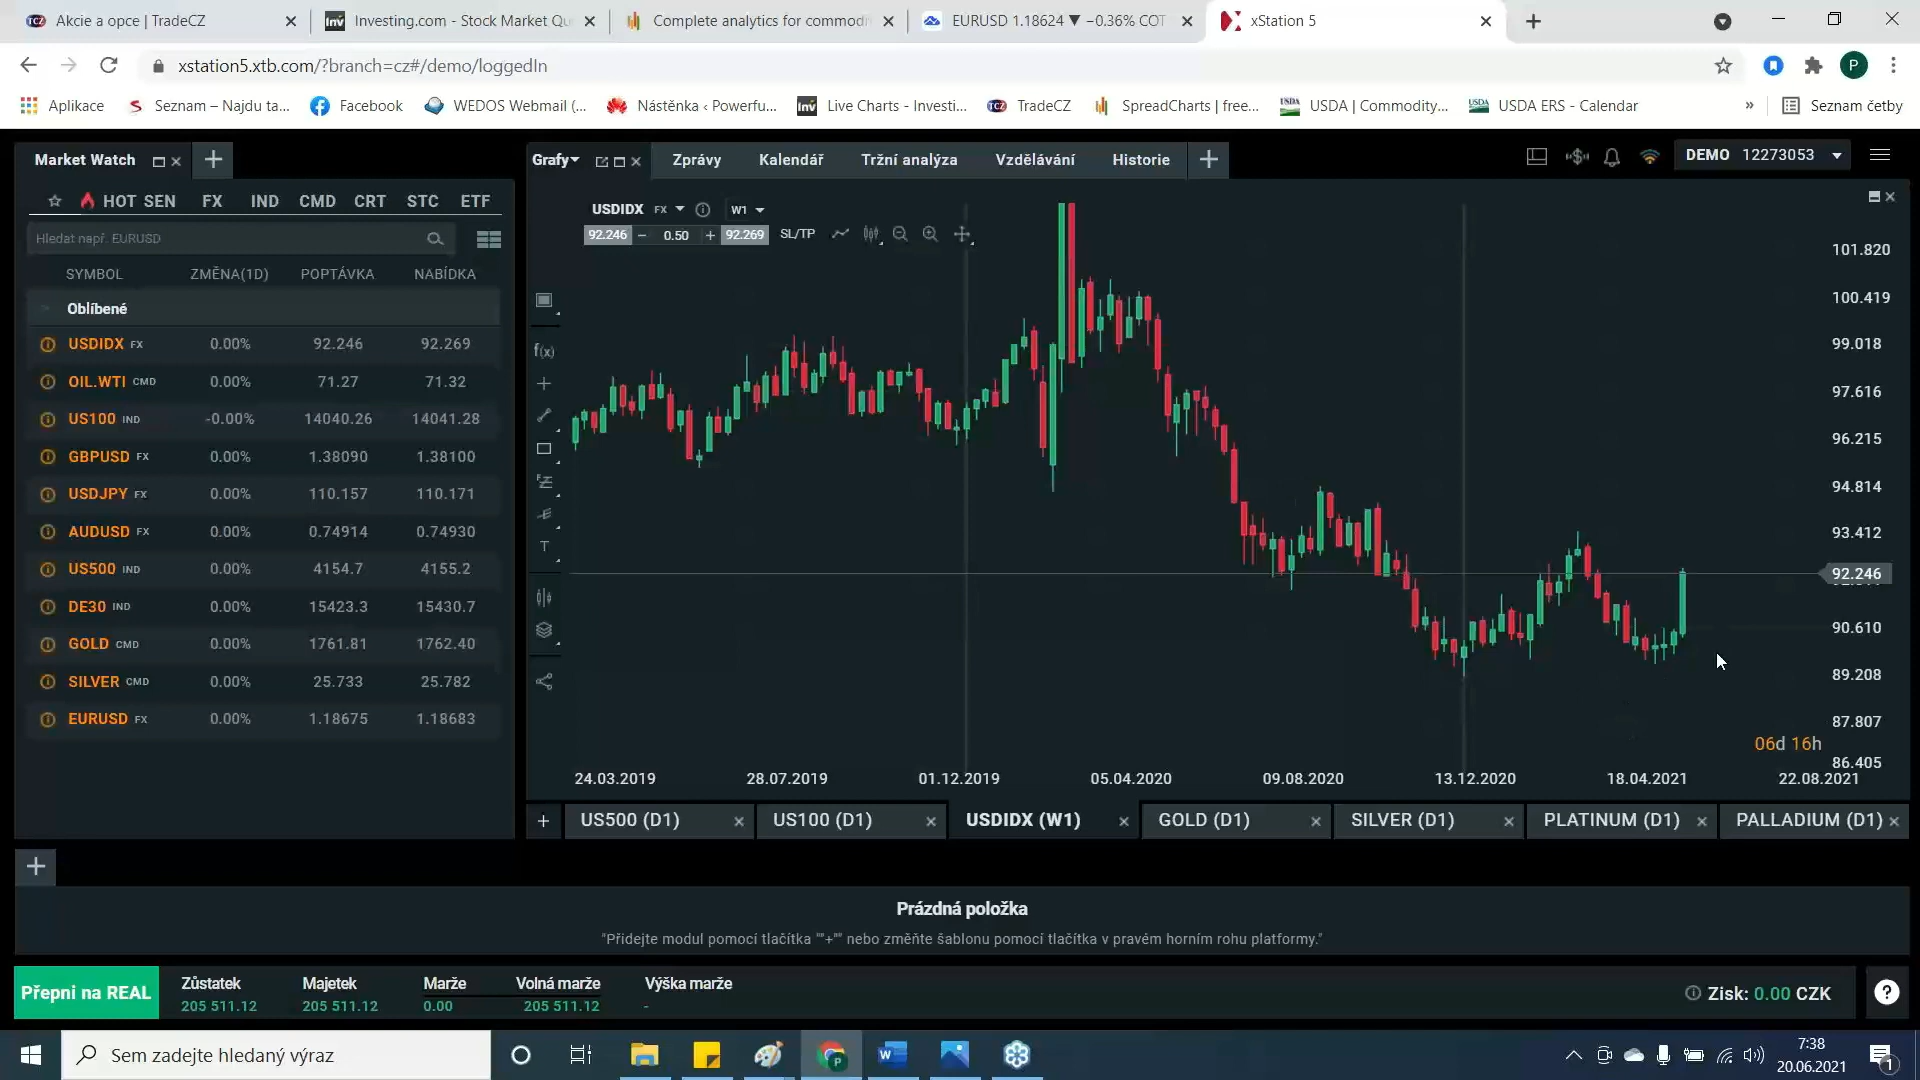 Akcie a opce | TradeCZ
Investing.com - Stock Market Qu
Complete analytics for commod
EURUSD 1.18624 ▼ −0.36% COT
xStation 5
xstation5.xtb.com/?branch=cz#/demo/loggedIn
P
Aplikace
Seznam – Najdu ta...
Facebook
WEDOS Webmail (...
Nástěnka ‹ Powerfu...
Live Charts - Investi...
TradeCZ
SpreadCharts | free...
USDA | Commodity...
USDA ERS - Calendar
»
Seznam četby
Market Watch
Grafy
Zprávy
Kalendář
Tržní analýza
Vzdělávání
Historie
DEMO 12273053
HOT SEN FX IND CMD CRT STC ETF
Hledat např. EURUSD
SYMBOL ZMĚNA(1D) POPTÁVKA NABÍDKA
Oblíbené
USDIDX FX 0.00% 92.246 92.269
OIL.WTI CMD 0.00% 71.27 71.32
US100 IND -0.00% 14040.26 14041.28
GBPUSD FX 0.00% 1.38090 1.38100
USDJPY FX 0.00% 110.157 110.171
AUDUSD FX 0.00% 0.74914 0.74930
US500 IND 0.00% 4154.7 4155.2
DE30 IND 0.00% 15423.3 15430.7
GOLD CMD 0.00% 1761.81 1762.40
SILVER CMD 0.00% 25.733 25.782
EURUSD FX 0.00% 1.18675 1.18683
USDIDX FX W1
92.246 − 0.50 + 92.269 SL/TP
f(x)
T
101.820
100.419
99.018
97.616
96.215
94.814
93.412
92.246
90.610
89.208
87.807
86.405
06d 16h
24.03.2019 28.07.2019 01.12.2019 05.04.2020 09.08.2020 13.12.2020 18.04.2021 22.08.2021
US500 (D1) US100 (D1) USDIDX (W1) GOLD (D1) SILVER (D1) PLATINUM (D1) PALLADIUM (D1)
Prázdná položka
"Přidejte modul pomocí tlačítka ""+"" nebo změňte šablonu pomocí tlačítka v pravém horním rohu platformy."
Přepni na REAL
Zůstatek Majetek Marže Volná marže Výška marže
205 511.12 205 511.12 0.00 205 511.12 -
Zisk: 0.00 CZK
?
Sem zadejte hledaný výraz
7:38
20.06.2021
1